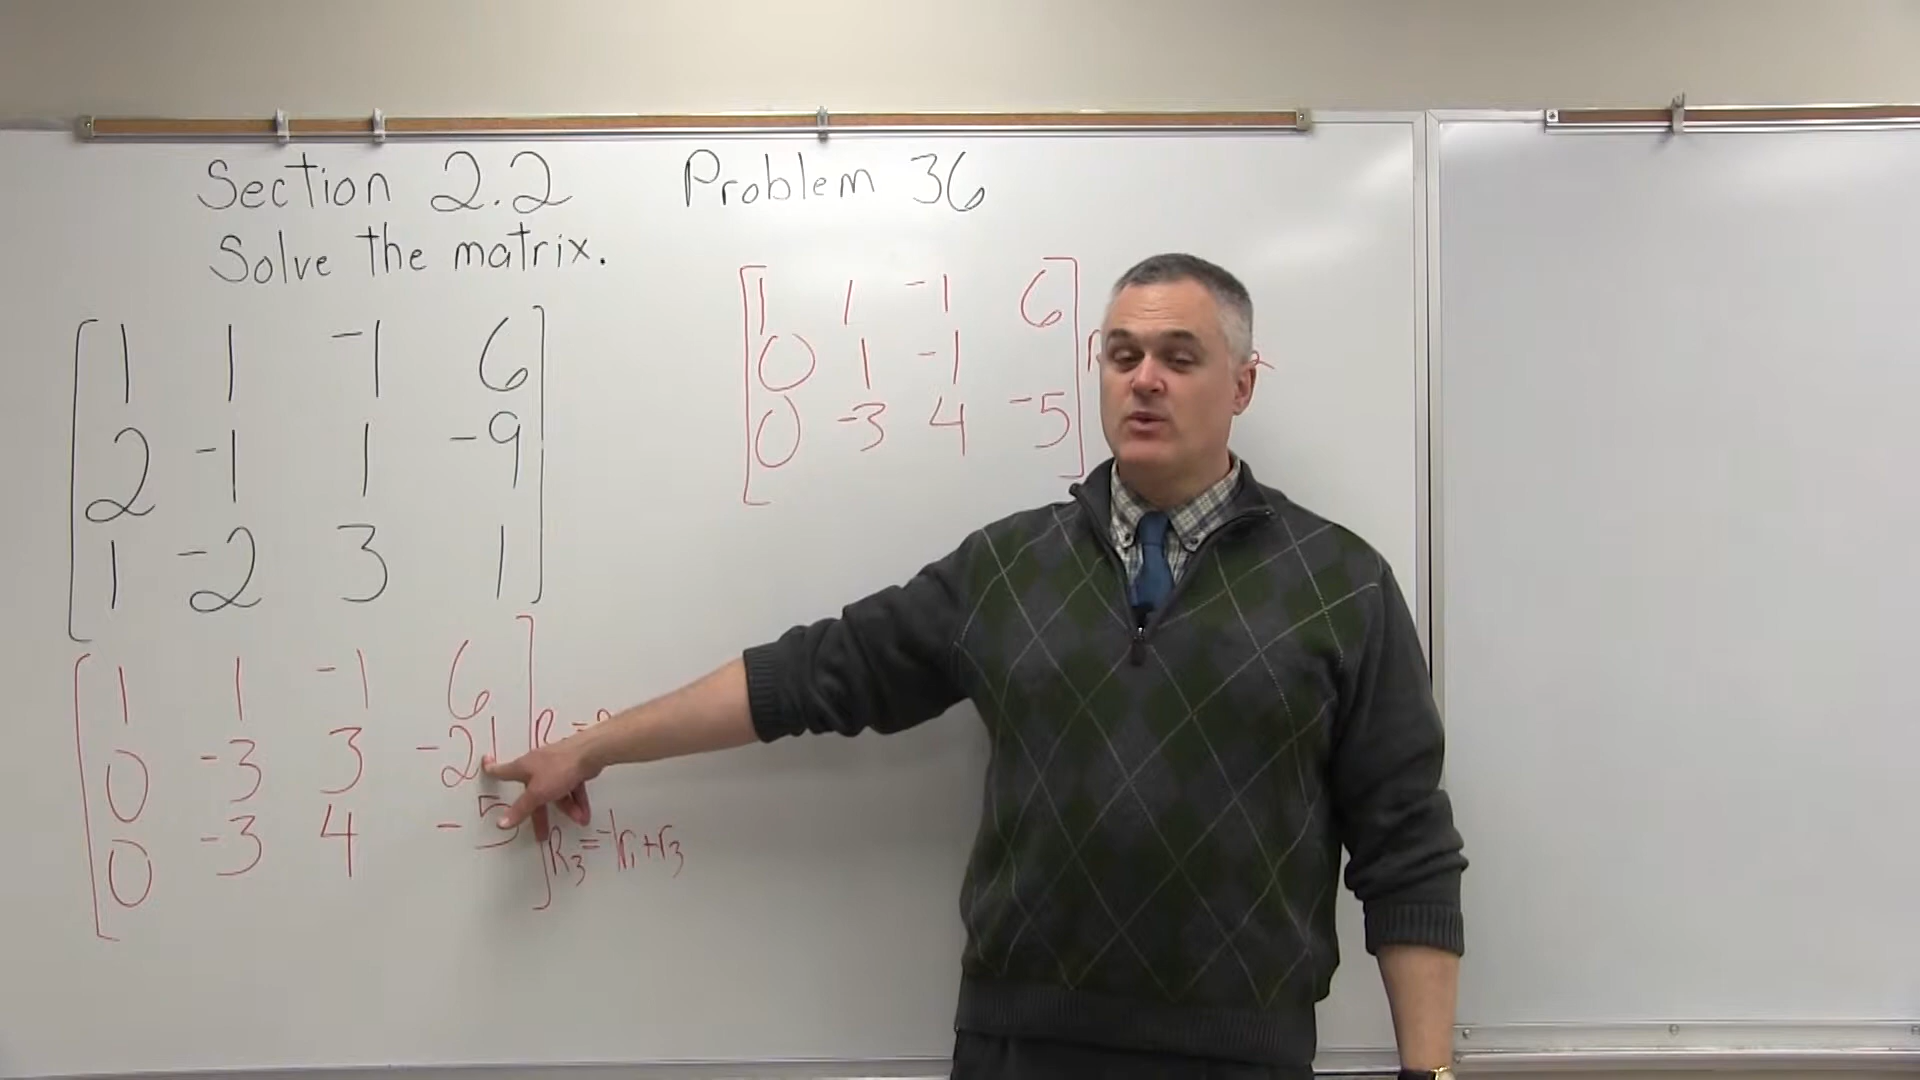 Section 2.2 Problem 36
Solve the matrix.
1 1 -1 6
2 -1 1 -9
1 -2 3 1
1 1 -1 6
0 -3 3 -21
0 -3 4 -5 R₃=-1r₁+r₃
1 1 -1 6
0 1 -1
0 -3 4 -5